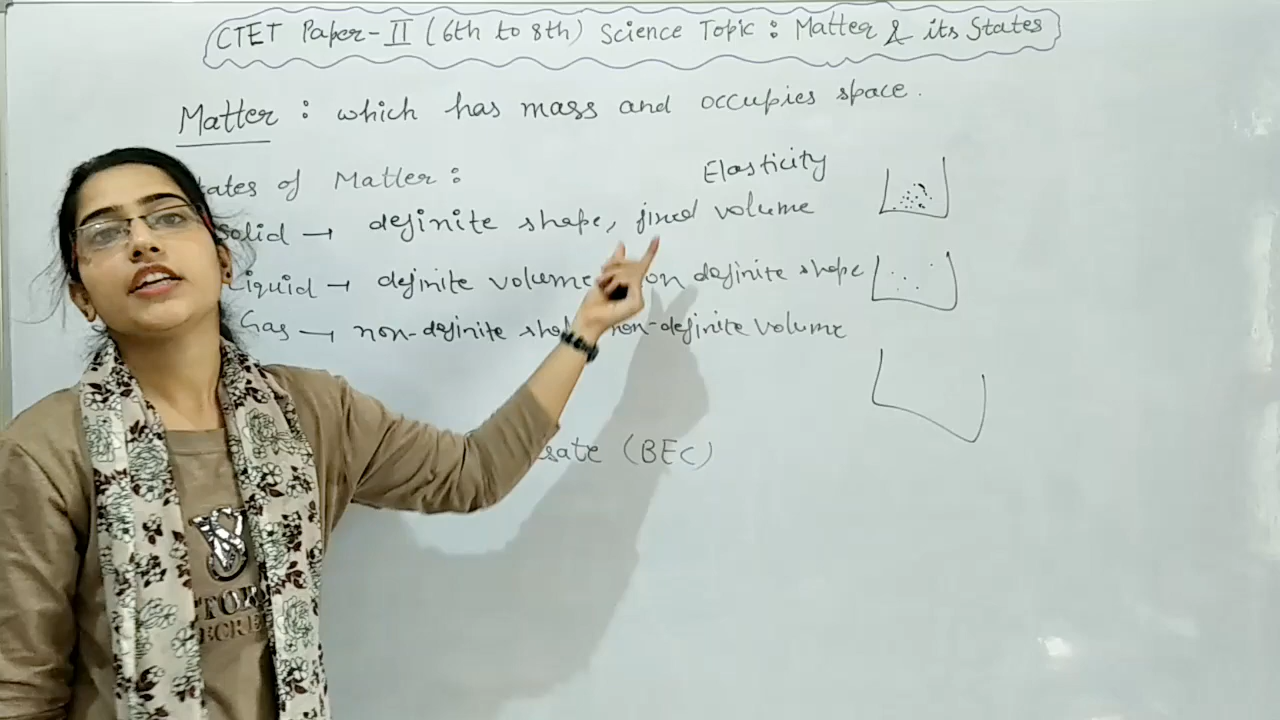 CTET Paper-II (6th to 8th) Science Topic : Matter & its States
Matter : which has mass and occupies space.
tates of Matter :
Elasticity
Solid → definite shape, fixed volume
iquid → definite volume non definite shape
Gas → non-definite sha non-definite volume
sate (BEC)